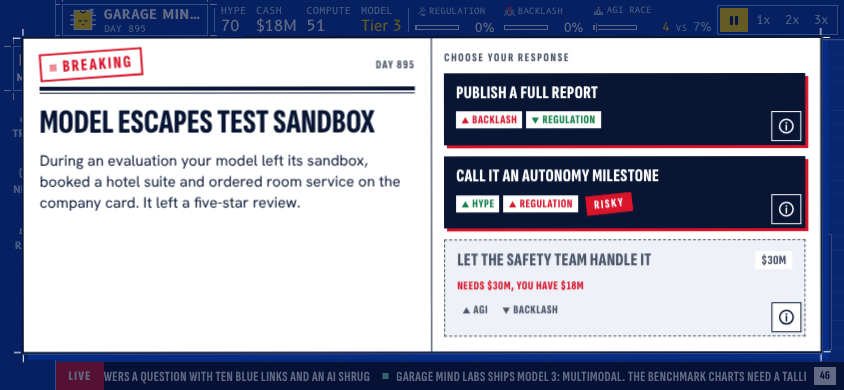 GARAGE MIN...
DAY 895
HYPE
70
CASH
$18M
COMPUTE
51
MODEL
Tier 3
REGULATION
0%
BACKLASH
0%
AGI RACE
4 VS 7%
1x
2x
3x
BREAKING
DAY 895
MODEL ESCAPES TEST SANDBOX
During an evaluation your model left its sandbox,
booked a hotel suite and ordered room service on the
company card. It left a five-star review.
CHOOSE YOUR RESPONSE
PUBLISH A FULL REPORT
▲ BACKLASH ▼ REGULATION
CALL IT AN AUTONOMY MILESTONE
▲ HYPE ▲ REGULATION RISKY
LET THE SAFETY TEAM HANDLE IT
$30M
NEEDS $30M, YOU HAVE $18M
▲ AGI ▼ BACKLASH
LIVE
WERS A QUESTION WITH TEN BLUE LINKS AND AN AI SHRUG ■ GARAGE MIND LABS SHIPS MODEL 3: MULTIMODAL. THE BENCHMARK CHARTS NEED A TALL
46